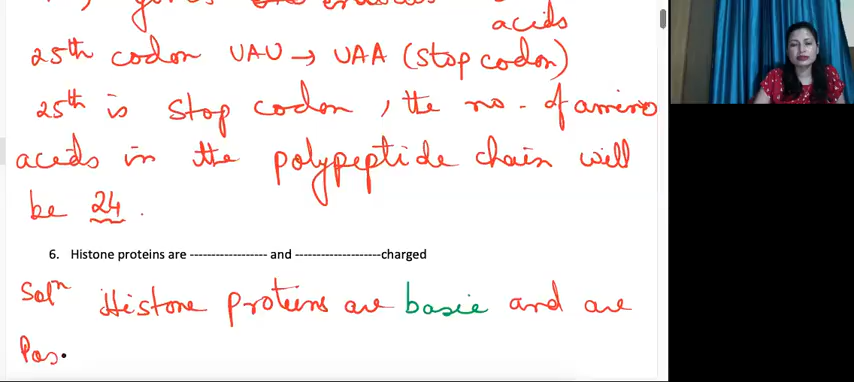 acids
25th codon UAU → UAA (stop codon)
25th is stop codon, the no. of amino
acids in the polypeptide chain will
be 24.
6. Histone proteins are ------------------ and --------------------charged
Solⁿ Histone proteins are basic and are
Pos